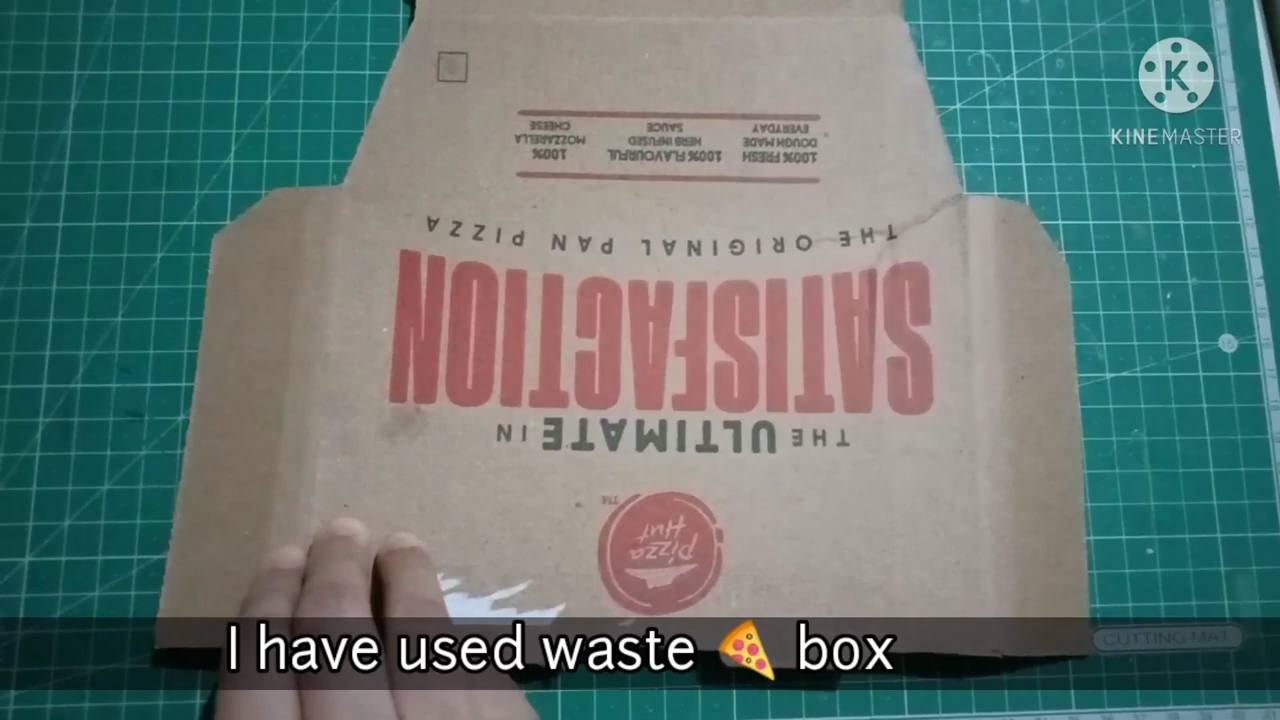 KINEMASTER
100% FRESH
DOUGH MADE
EVERYDAY
100% FLAVOURFUL
HERB INFUSED
SAUCE
100%
MOZZARELLA
CHEESE
THE ORIGINAL PAN PIZZA
SATISFACTION
THE ULTIMATE IN
Pizza
Hut
TM
I have used waste 🍕 box
CUTTING MAT